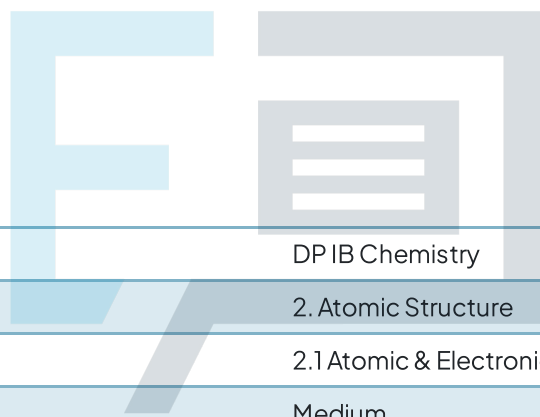 DP IB Chemistry
2. Atomic Structure
2.1 Atomic & Electroni
Medium